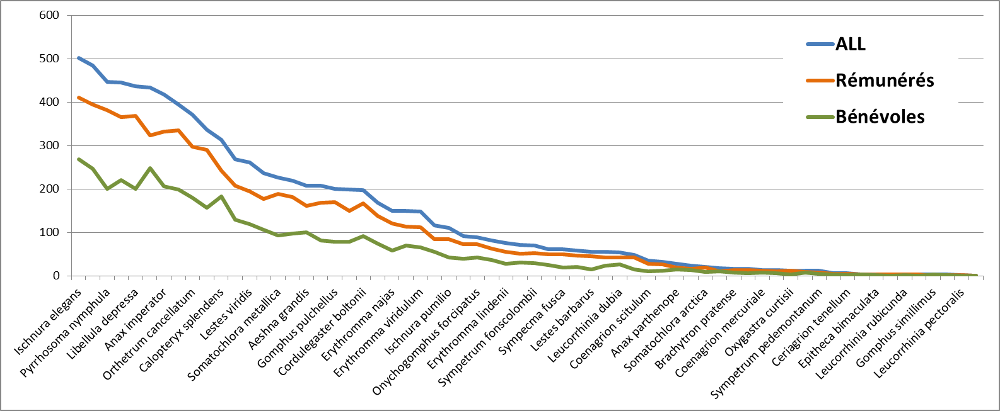 600
500
400
300
200
100
0
ALL
Rémunérés
Bénévoles
Ischnura elegans
Pyrrhosoma nymphula
Libellula depressa
Anax imperator
Orthetrum cancellatum
Calopteryx splendens
Lestes viridis
Somatochlora metallica
Aeshna grandis
Gomphus pulchellus
Cordulegaster boltonii
Erythromma najas
Erythromma viridulum
Ischnura pumilio
Onychogomphus forcipatus
Erythromma lindenii
Sympetrum fonscolombii
Sympecma fusca
Lestes barbarus
Leucorrhinia dubia
Coenagrion scitulum
Anax parthenope
Somatochlora arctica
Brachytron pratense
Coenagrion mercuriale
Oxygastra curtisii
Sympetrum pedemontanum
Ceriagrion tenellum
Epitheca bimaculata
Leucorrhinia rubicunda
Gomphus simillimus
Leucorrhinia pectoralis